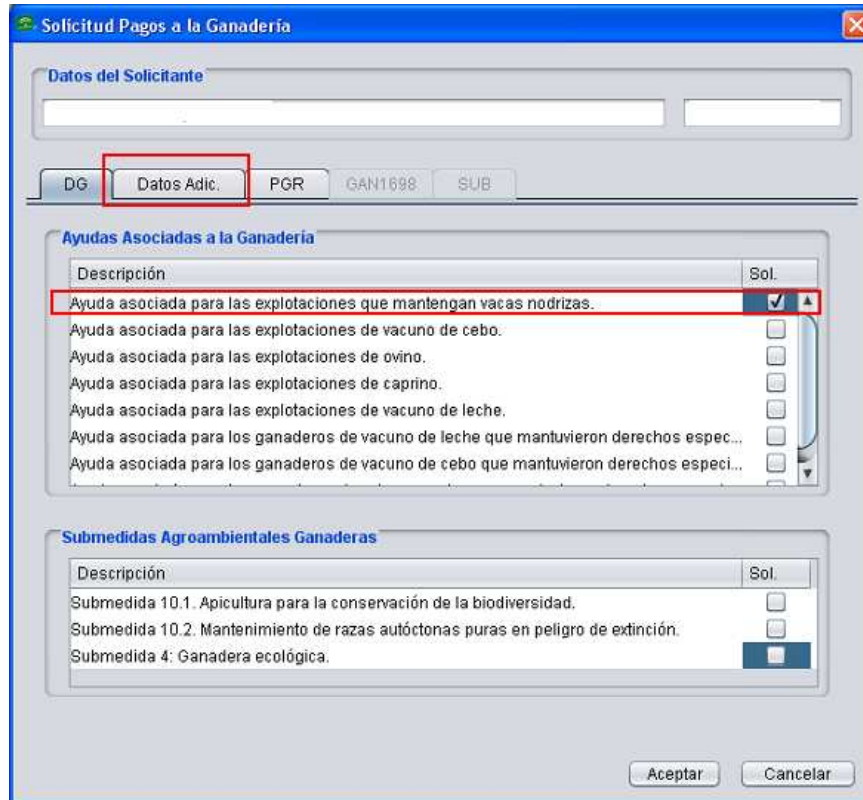 Solicitud Pagos a la Ganadería
Datos del Solicitante
DG Datos Adic. PGR GAN1698 SUB
Ayudas Asociadas a la Ganadería
Descripción Sol.
Ayuda asociada para las explotaciones que mantengan vacas nodrizas.
Ayuda asociada para las explotaciones de vacuno de cebo.
Ayuda asociada para las explotaciones de ovino.
Ayuda asociada para las explotaciones de caprino.
Ayuda asociada para las explotaciones de vacuno de leche.
Ayuda asociada para los ganaderos de vacuno de leche que mantuvieron derechos espec...
Ayuda asociada para los ganaderos de vacuno de cebo que mantuvieron derechos especi...
Submedidas Agroambientales Ganaderas
Descripción Sol.
Submedida 10.1. Apicultura para la conservación de la biodiversidad.
Submedida 10.2. Mantenimiento de razas autóctonas puras en peligro de extinción.
Submedida 4: Ganadera ecológica.
Aceptar Cancelar